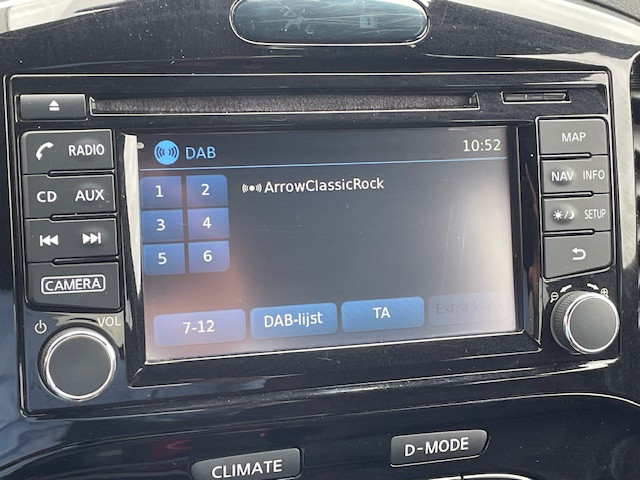 DAB 10:52
RADIO
MAP
1 2
ArrowClassicRock
CD AUX
NAV INFO
3 4
SETUP
5 6
CAMERA
VOL
7-12
DAB-lijst
TA
D-MODE
CLIMATE